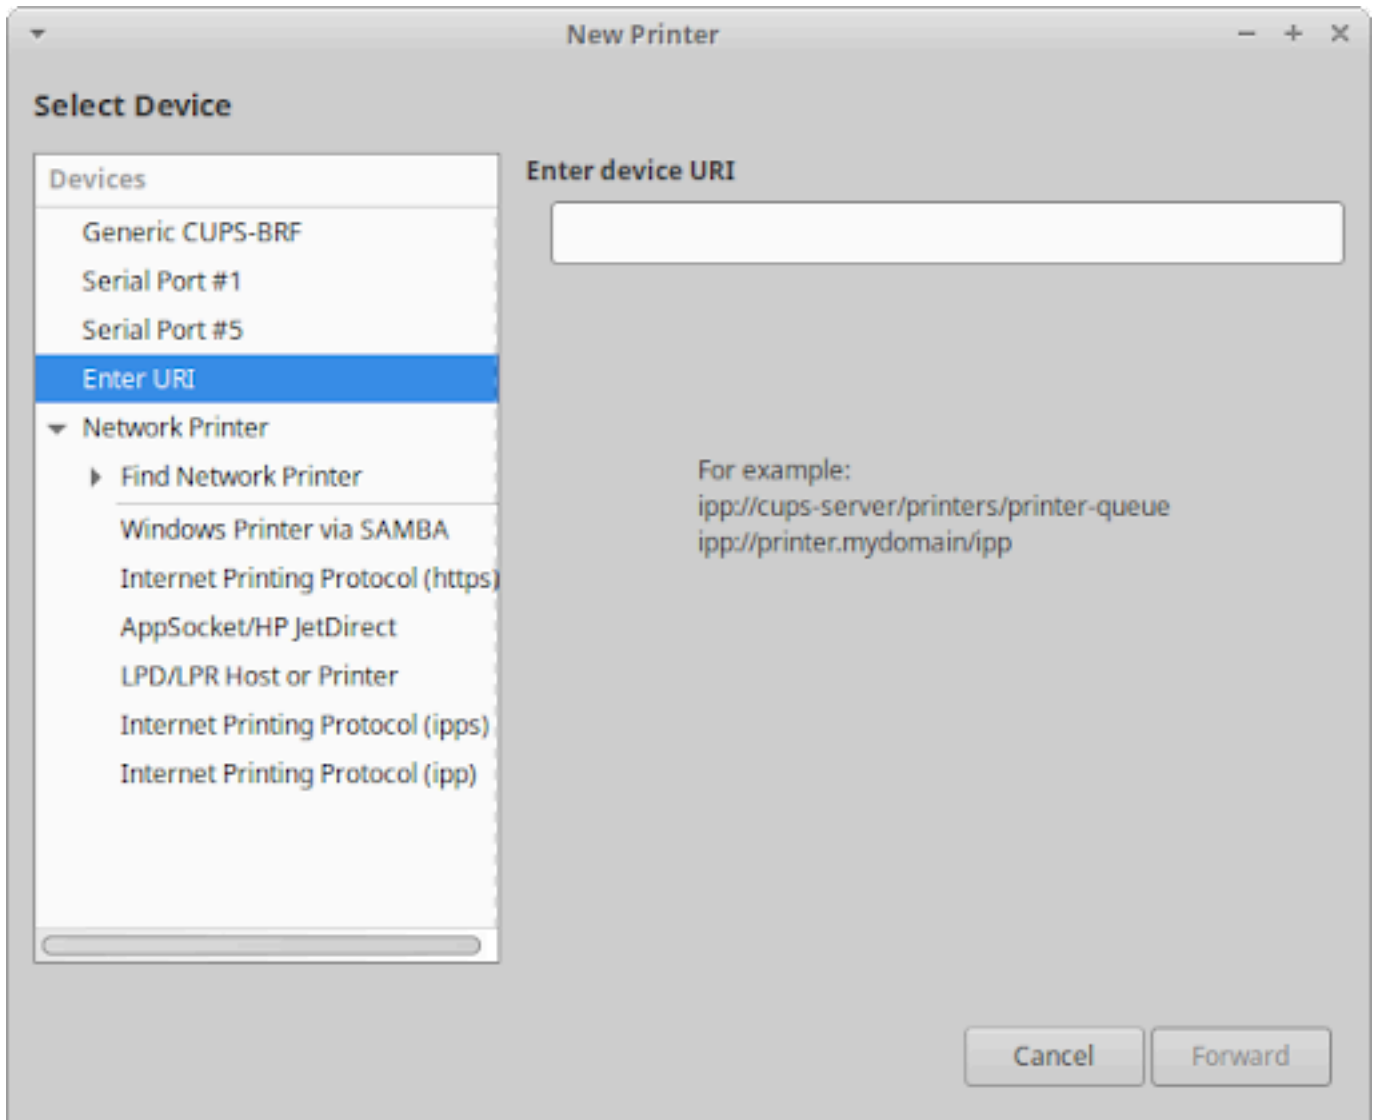 New Printer
Select Device
Devices
Generic CUPS-BRF
Serial Port #1
Serial Port #5
Enter URI
Network Printer
Find Network Printer
Windows Printer via SAMBA
Internet Printing Protocol (https)
AppSocket/HP JetDirect
LPD/LPR Host or Printer
Internet Printing Protocol (ipps)
Internet Printing Protocol (ipp)
Enter device URI
For example:
ipp://cups-server/printers/printer-queue
ipp://printer.mydomain/ipp
Cancel
Forward